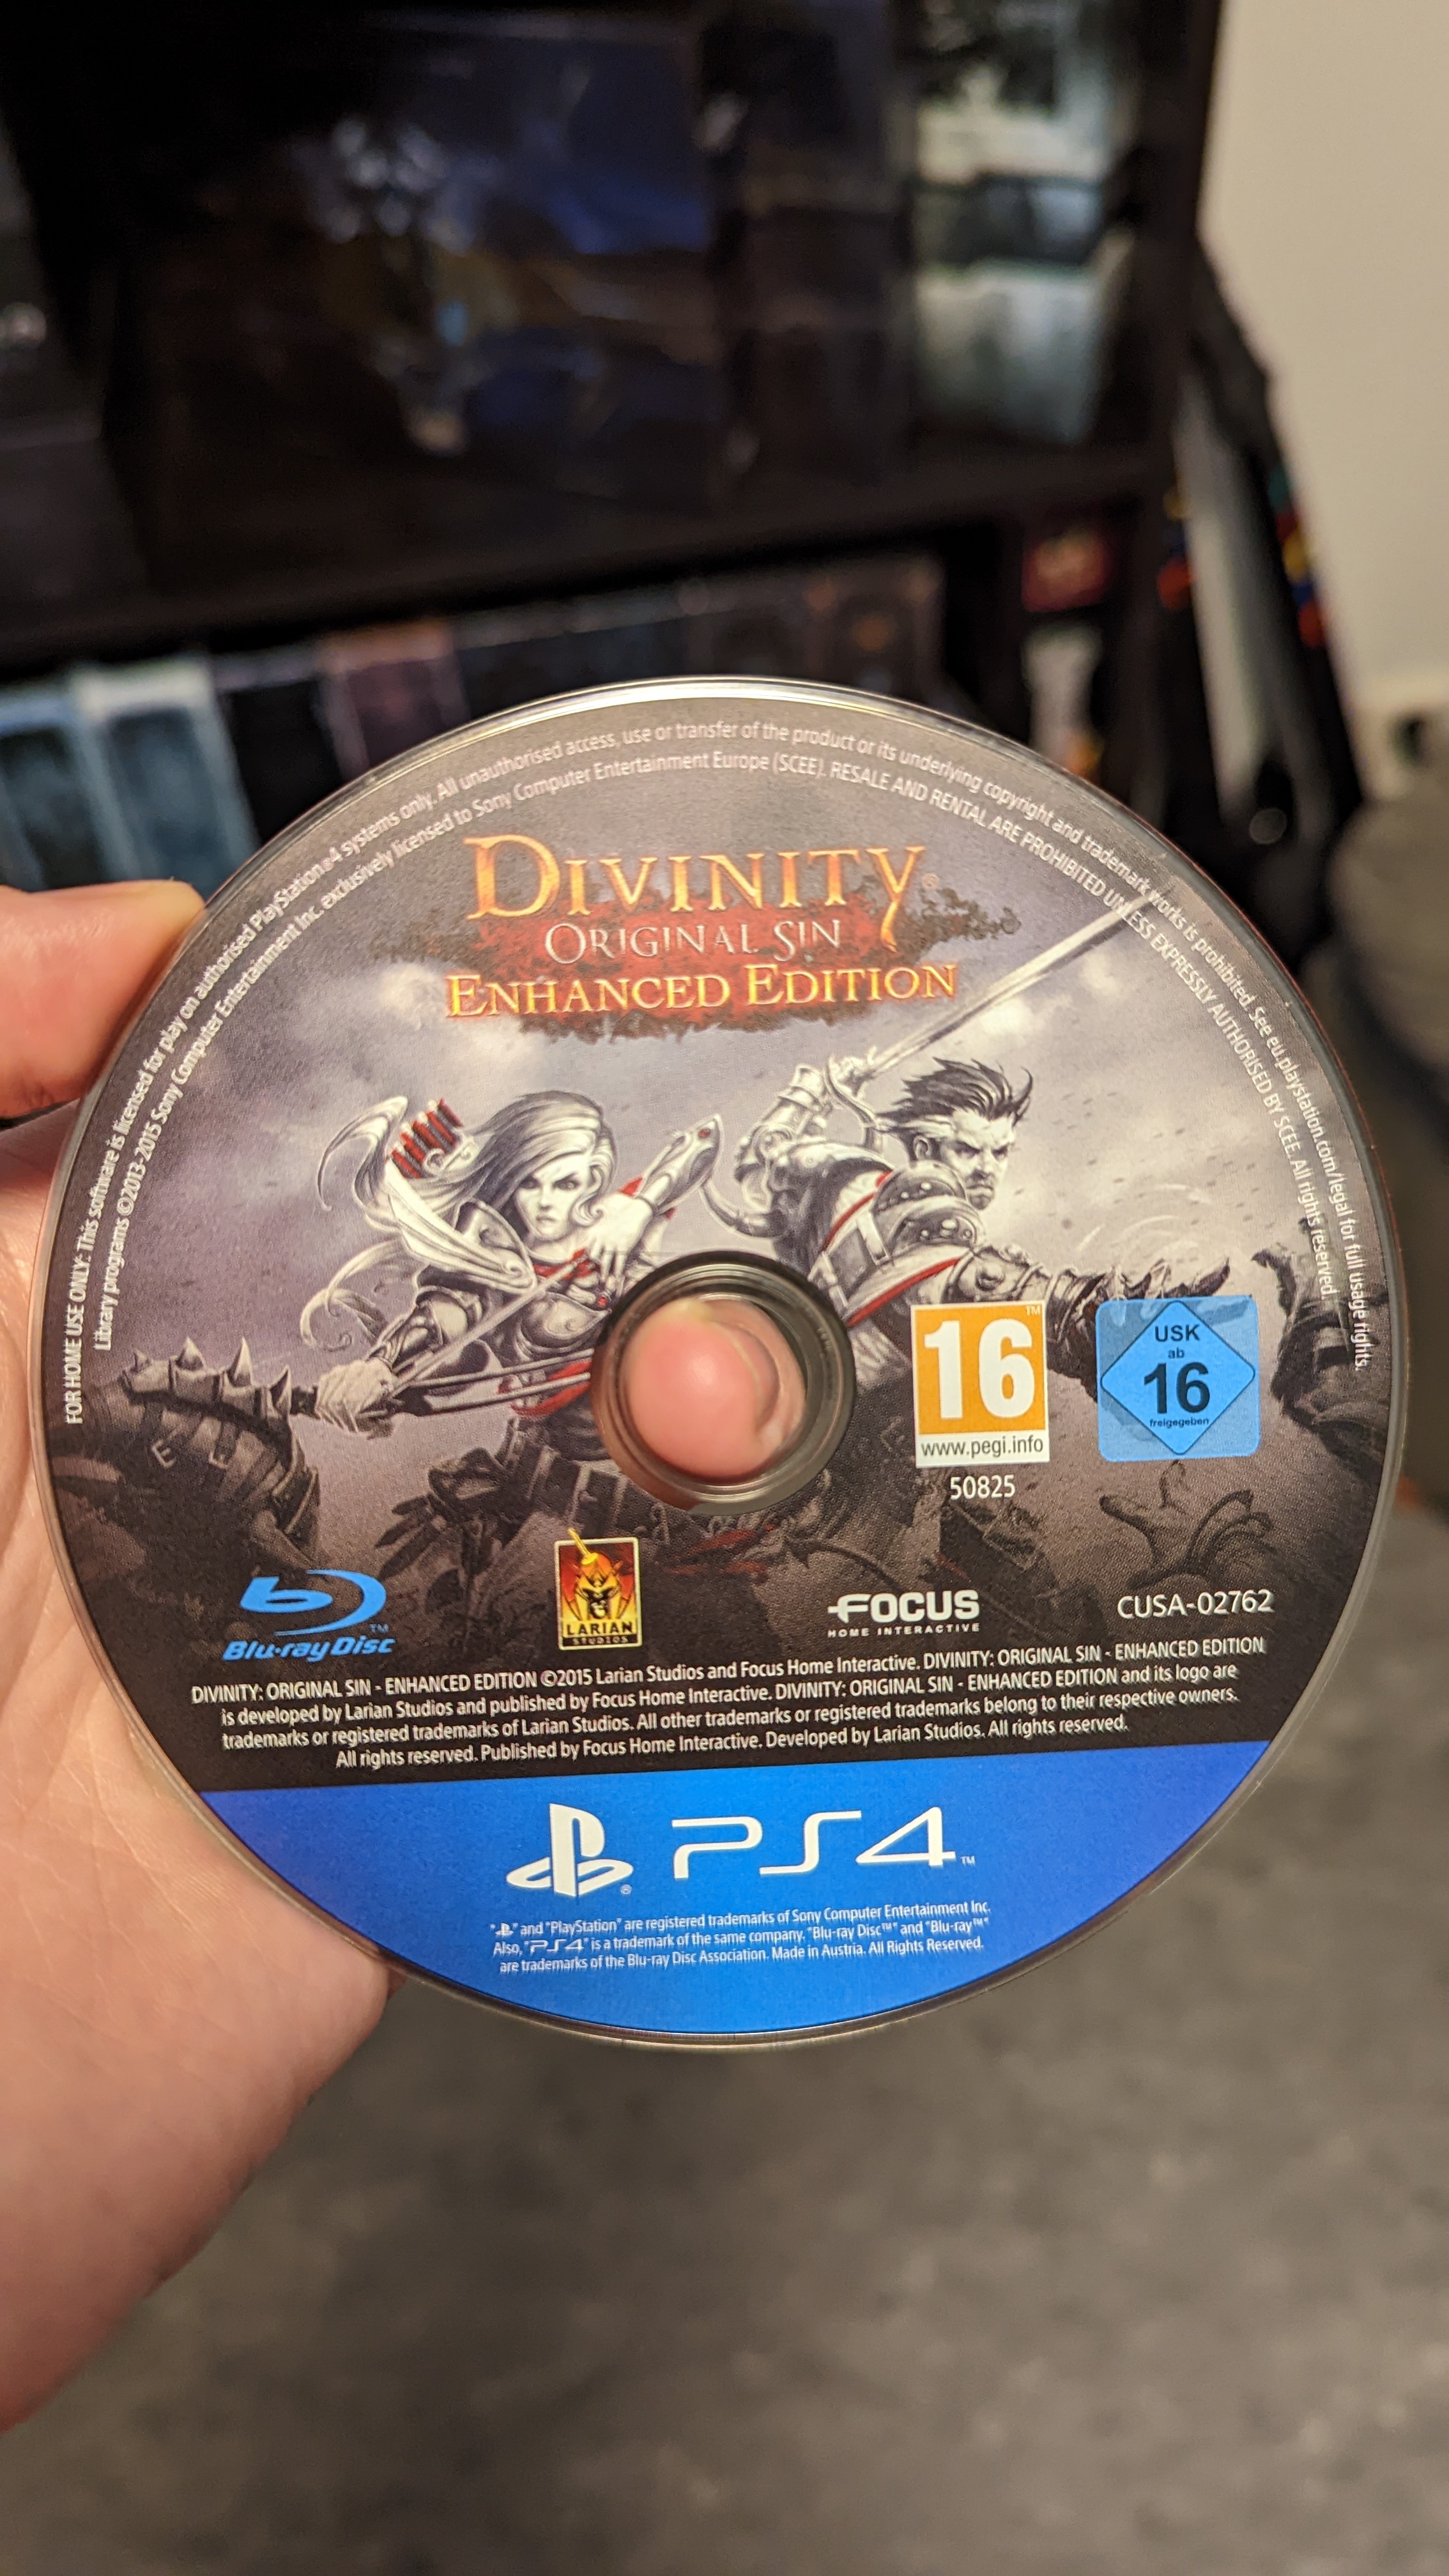 FOR HOME USE ONLY: This software is licensed for play on authorised PlayStation®4 systems only. All unauthorised access, use or transfer of the product or its underlying copyright and trademark works is prohibited. See eu.playstation.com/legal for full usage rights.
Library programs ©2013-2015 Sony Computer Entertainment Inc. exclusively licensed to Sony Computer Entertainment Europe (SCEE). RESALE AND RENTAL ARE PROHIBITED UNLESS EXPRESSLY AUTHORISED BY SCEE. All rights reserved.
DIVINITY®
ORIGINAL SIN
ENHANCED EDITION
16™
www.pegi.info
50825
USK
ab
16
freigegeben
Blu-ray Disc™
LARIAN
STUDIOS
FOCUS
HOME INTERACTIVE
CUSA-02762
DIVINITY: ORIGINAL SIN - ENHANCED EDITION ©2015 Larian Studios and Focus Home Interactive. DIVINITY: ORIGINAL SIN - ENHANCED EDITION
is developed by Larian Studios and published by Focus Home Interactive. DIVINITY: ORIGINAL SIN - ENHANCED EDITION and its logo are
trademarks or registered trademarks of Larian Studios. All other trademarks or registered trademarks belong to their respective owners.
All rights reserved. Published by Focus Home Interactive. Developed by Larian Studios. All rights reserved.
® PS4™
" " and "PlayStation" are registered trademarks of Sony Computer Entertainment Inc.
Also, "PS4" is a trademark of the same company. "Blu-ray Disc™" and "Blu-ray™"
are trademarks of the Blu-ray Disc Association. Made in Austria. All Rights Reserved.